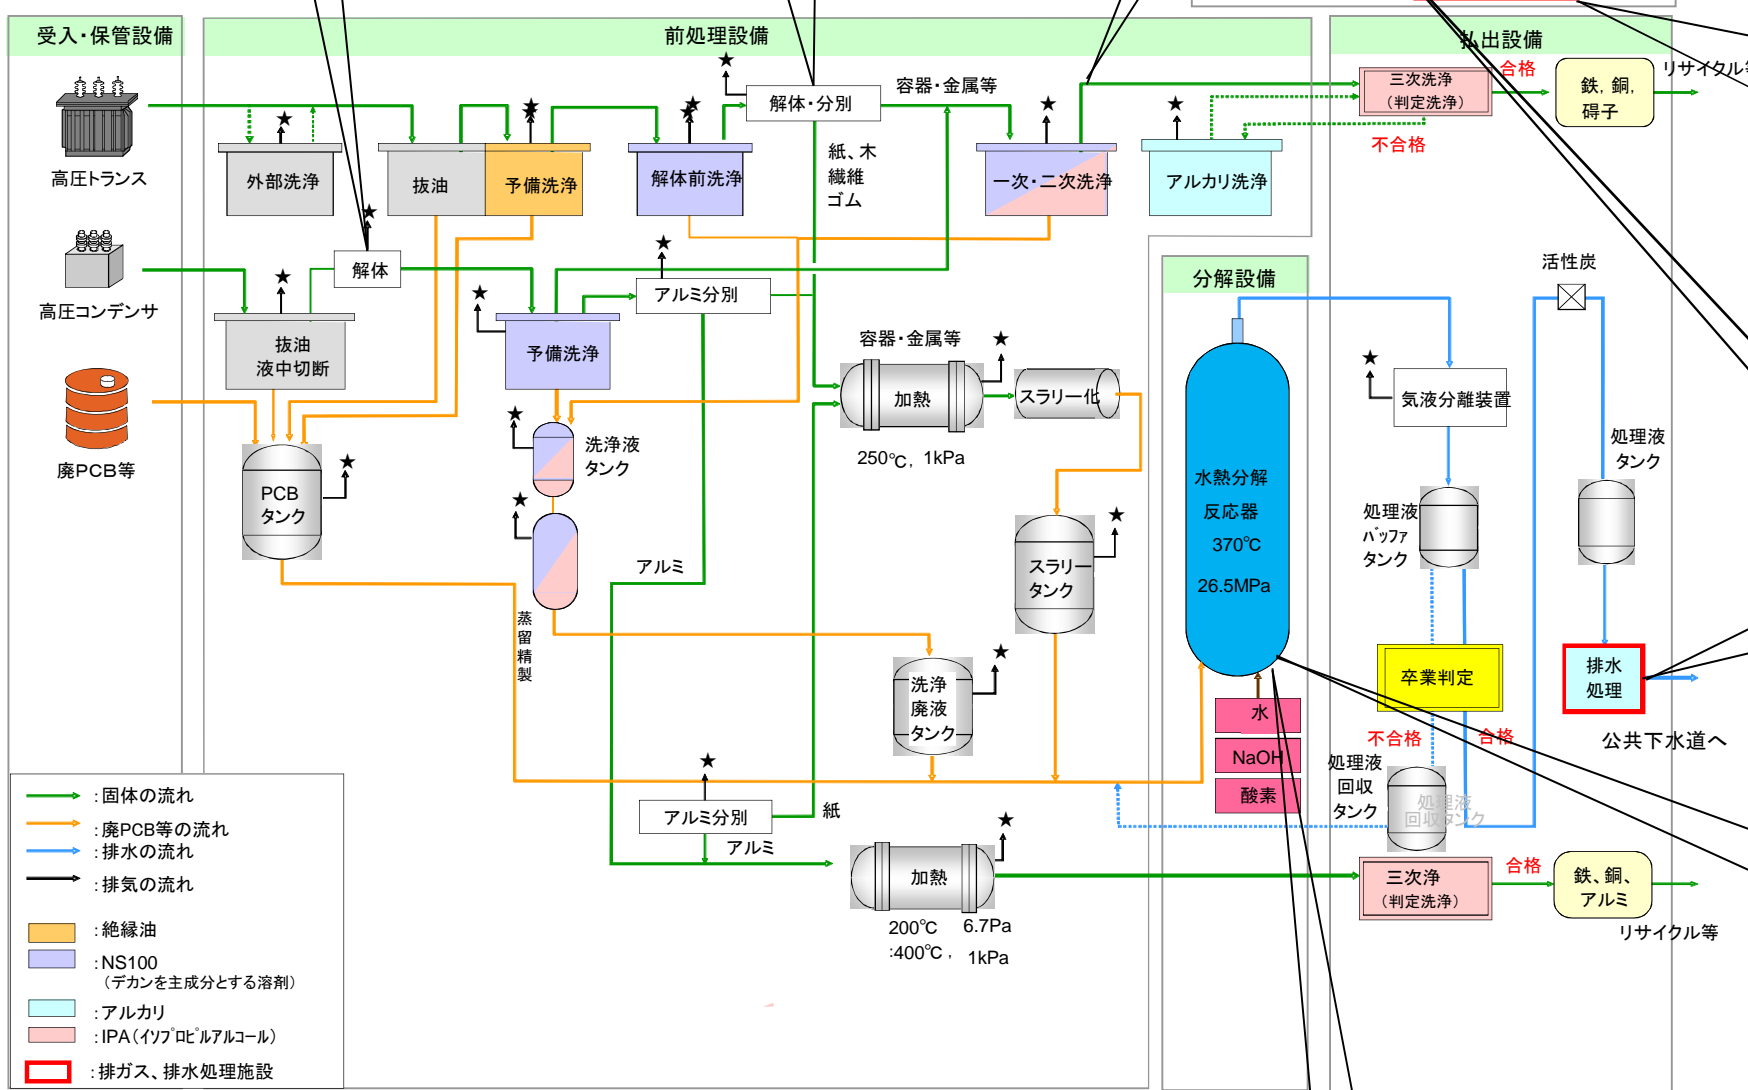 受入・保管設備
前処理設備
払出設備
高圧トランス
外部洗浄
抜油
予備洗浄
解体前洗浄
解体・分別
容器・金属等
紙、木
繊維
ゴム
一次・二次洗浄
アルカリ洗浄
三次洗浄
(判定洗浄)
合格
不合格
鉄, 銅,
碍子
リサイクル等
高圧コンデンサ
抜油
液中切断
解体
予備洗浄
アルミ分別
分解設備
活性炭
廃PCB等
PCB
タンク
洗浄液
タンク
容器・金属等
加熱
250℃, 1kPa
スラリー化
スラリー
タンク
水熱分解
反応器
370℃
26.5MPa
気液分離装置
処理液
バッファ
タンク
処理液
タンク
アルミ
蒸留精製
洗浄
廃液
タンク
卒業判定
排水
処理
公共下水道へ
不合格
合格
水
NaOH
酸素
処理液
回収
タンク
処理液
回収タンク
アルミ分別
紙
アルミ
加熱
200℃ 6.7Pa
:400℃, 1kPa
三次浄
(判定洗浄)
合格
鉄、銅、
アルミ
リサイクル等
:固体の流れ
:廃PCB等の流れ
:排水の流れ
:排気の流れ
:絶縁油
:NS100
(デカンを主成分とする溶剤)
:アルカリ
:IPA(イソプロピルアルコール)
:排ガス、排水処理施設